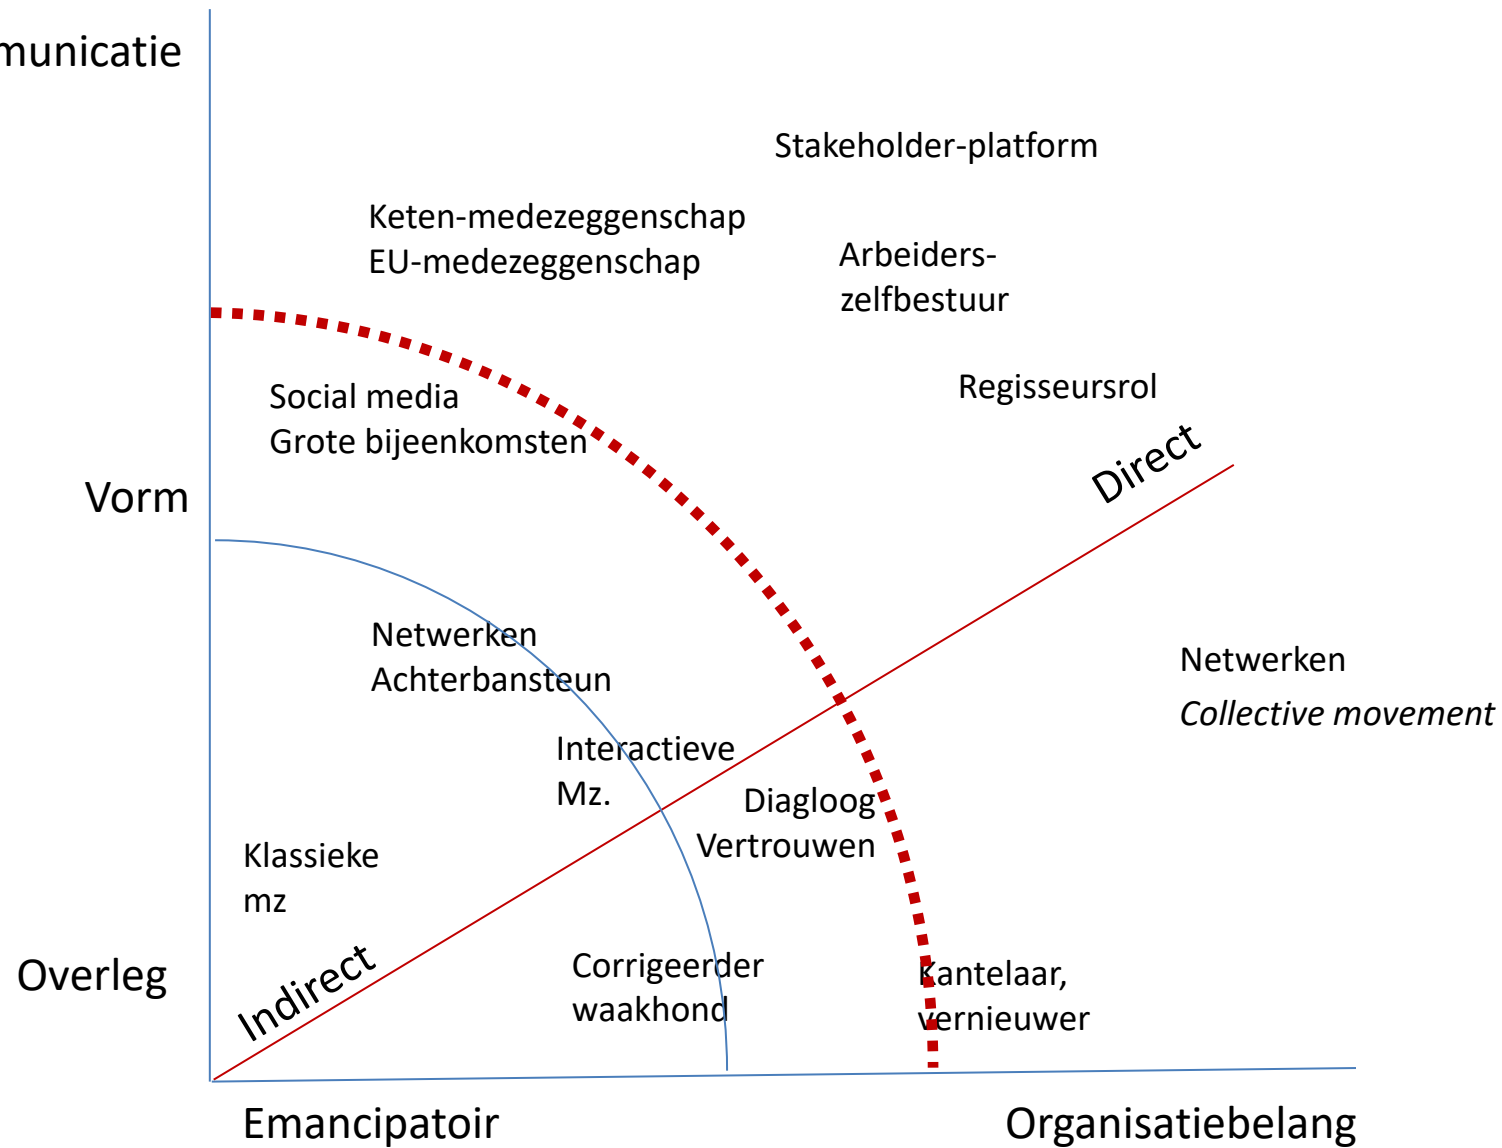 municatie
Stakeholder-platform
Keten-medezeggenschap
EU-medezeggenschap
Arbeiders-
zelfbestuur
Social media
Grote bijeenkomsten
Regisseursrol
Direct
Vorm
Netwerken
Achterbansteun
Netwerken
Collective movement
Interactieve
Mz.
Diagloog
Vertrouwen
Klassieke
mz
Indirect
Overleg
Corrigeerder
waakhond
Kantelaar,
vernieuwer
Emancipatoir
Organisatiebelang